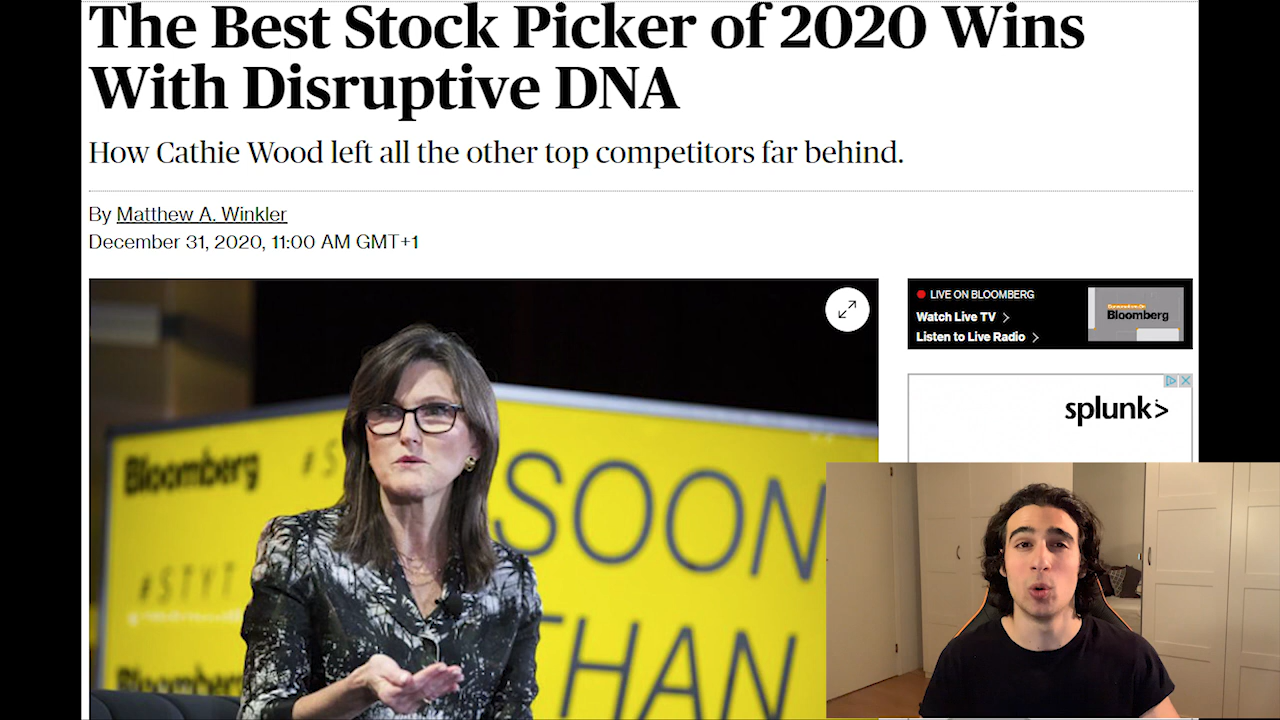 The Best Stock Picker of 2020 Wins
With Disruptive DNA
How Cathie Wood left all the other top competitors far behind.
By Matthew A. Winkler
December 31, 2020, 11:00 AM GMT+1
LIVE ON BLOOMBERG
Watch Live TV >
Listen to Live Radio >
Bloomberg
splunk>
Bloomberg #S
SOON
#STYT
THAN
Bloomberg